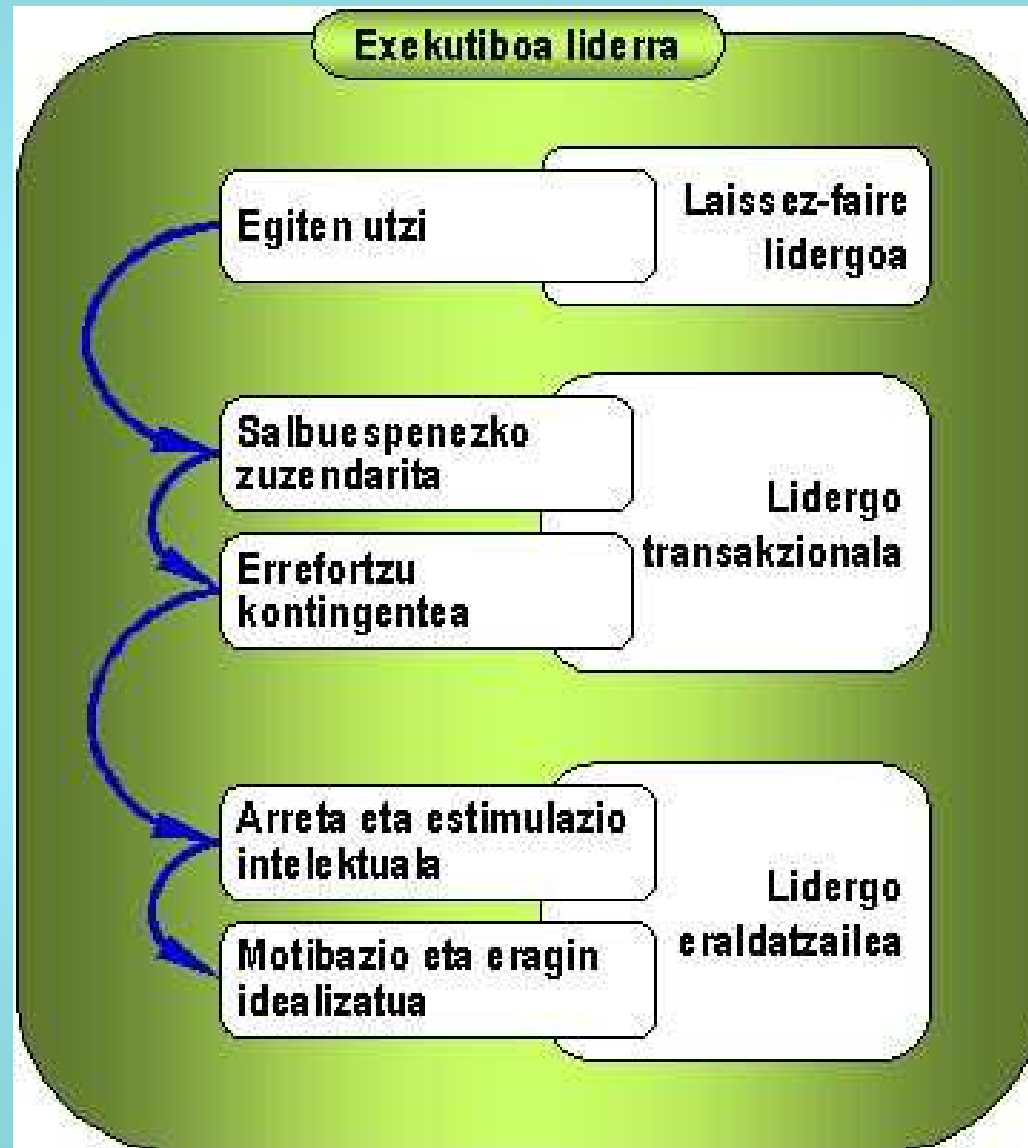 Exekutiboa liderra
Egiten utzi
Laissez-faire
lidergoa
Salbuespenezko
zuzendarita
Errefortzu
kontingentea
Lidergo
transakzionala
Arreta eta estimulazio
intelektuala
Motibazio eta eragin
idealizatua
Lidergo
eraldatzailea